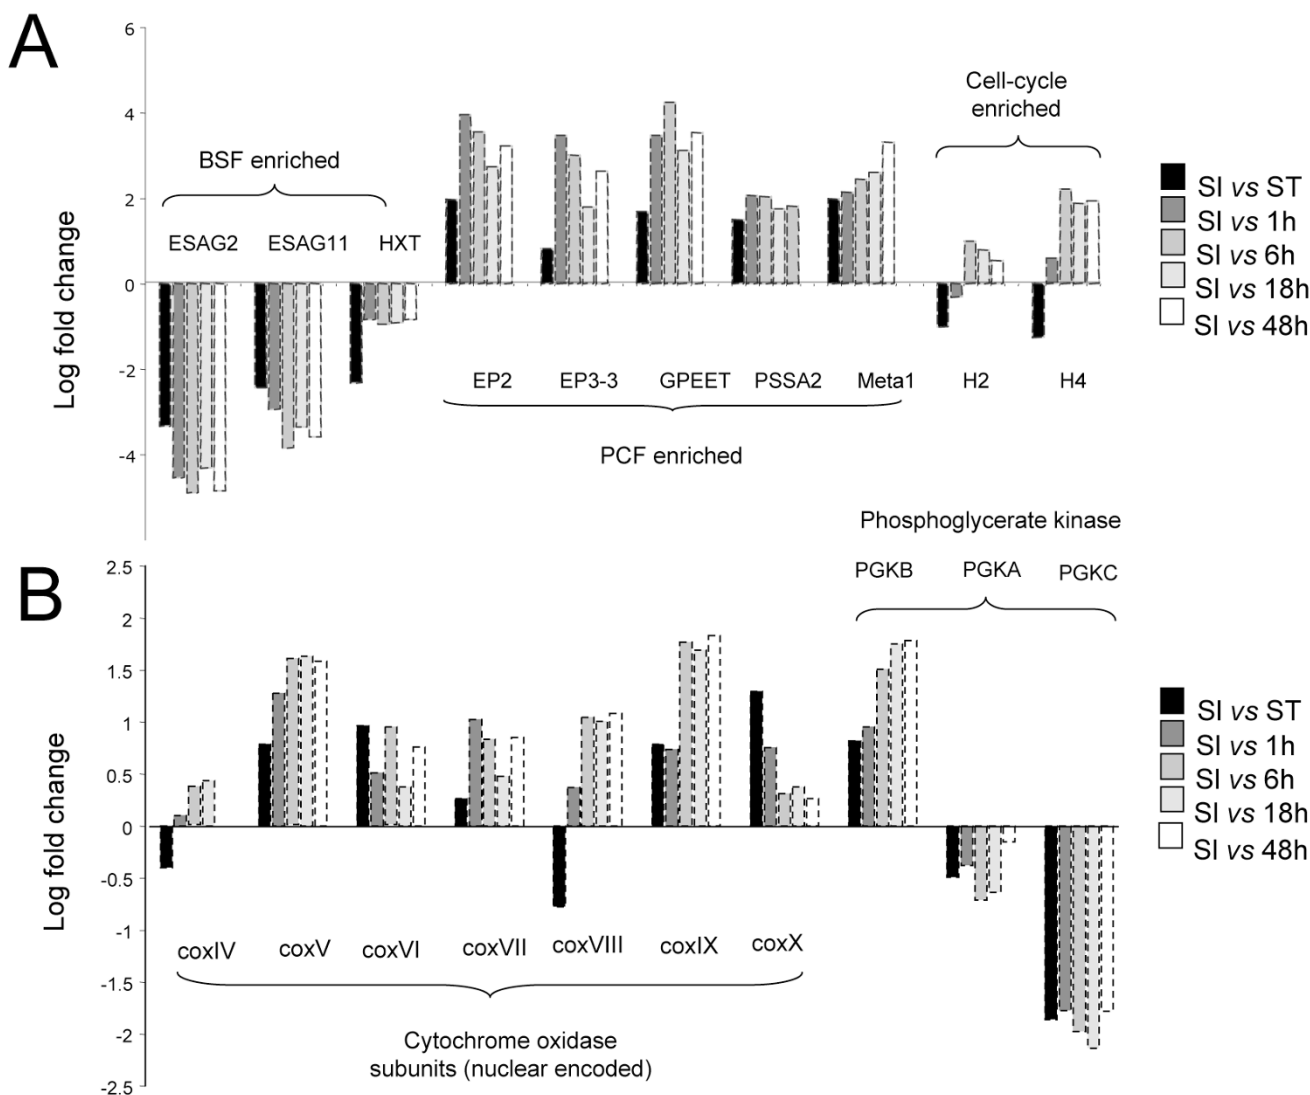 A
6
4
2
0
-2
-4
Log fold change
BSF enriched
ESAG2 ESAG11 HXT
Cell-cycle
enriched
EP2 EP3-3 GPEET PSSA2 Meta1 H2 H4
PCF enriched
SI vs ST
SI vs 1h
SI vs 6h
SI vs 18h
SI vs 48h
B
2.5
2
1.5
1
0.5
0
-0.5
-1
-1.5
-2
-2.5
Log fold change
Phosphoglycerate kinase
PGKB PGKA PGKC
coxIV coxV coxVI coxVII coxVIII coxIX coxX
Cytochrome oxidase
subunits (nuclear encoded)
SI vs ST
SI vs 1h
SI vs 6h
SI vs 18h
SI vs 48h